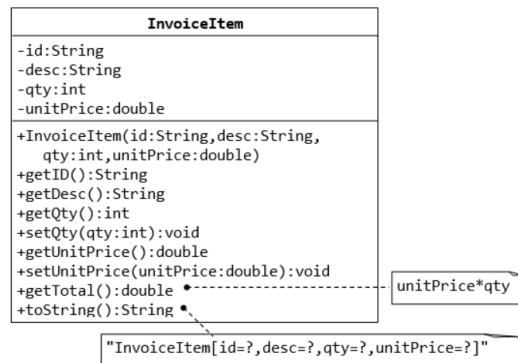 InvoiceItem
-id:String
-desc:String
-qty:int
-unitPrice:double
+InvoiceItem(id:String,desc:String,
qty:int,unitPrice:double)
+getID():String
+getDesc():String
+getQty():int
+setQty(qty:int):void
+getUnitPrice():double
+setUnitPrice(unitPrice:double):void
+getTotal():double
unitPrice*qty
+toString():String
"InvoiceItem[id=?,desc=?,qty=?,unitPrice=?]"